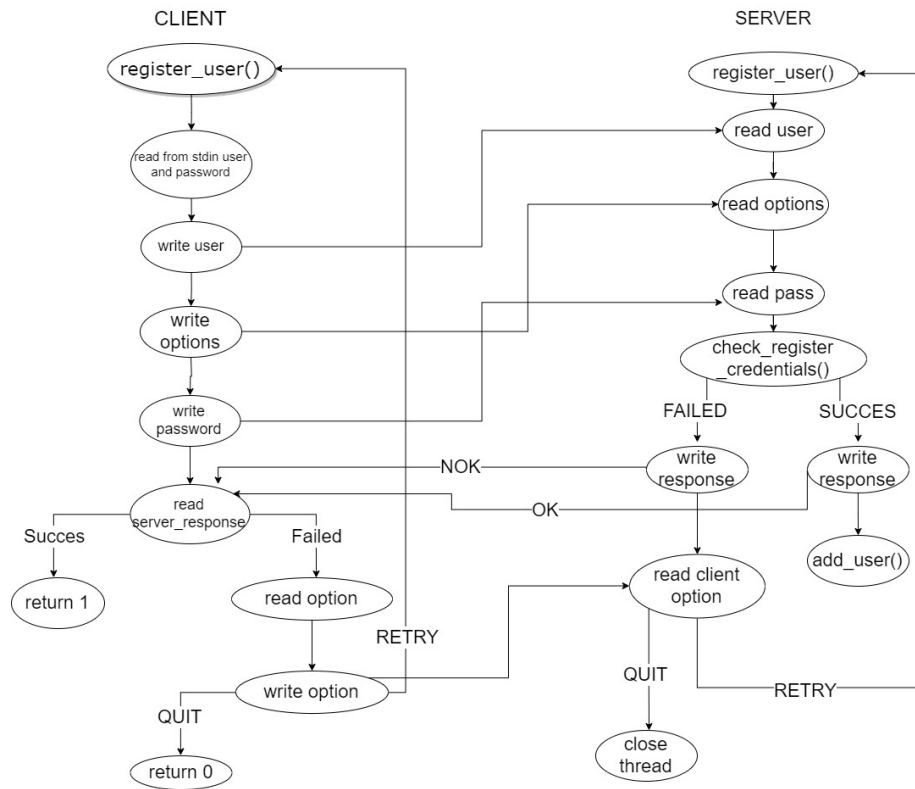 CLIENT
SERVER
register_user()
register_user()
read user
read from stdin user
and password
read options
write user
read pass
write
options
check_register
_credentials()
write
password
FAILED
SUCCES
NOK
write
response
write
response
read
server_response
OK
Succes
Failed
add_user()
read client
option
return 1
read option
RETRY
write option
QUIT
RETRY
QUIT
close
thread
return 0